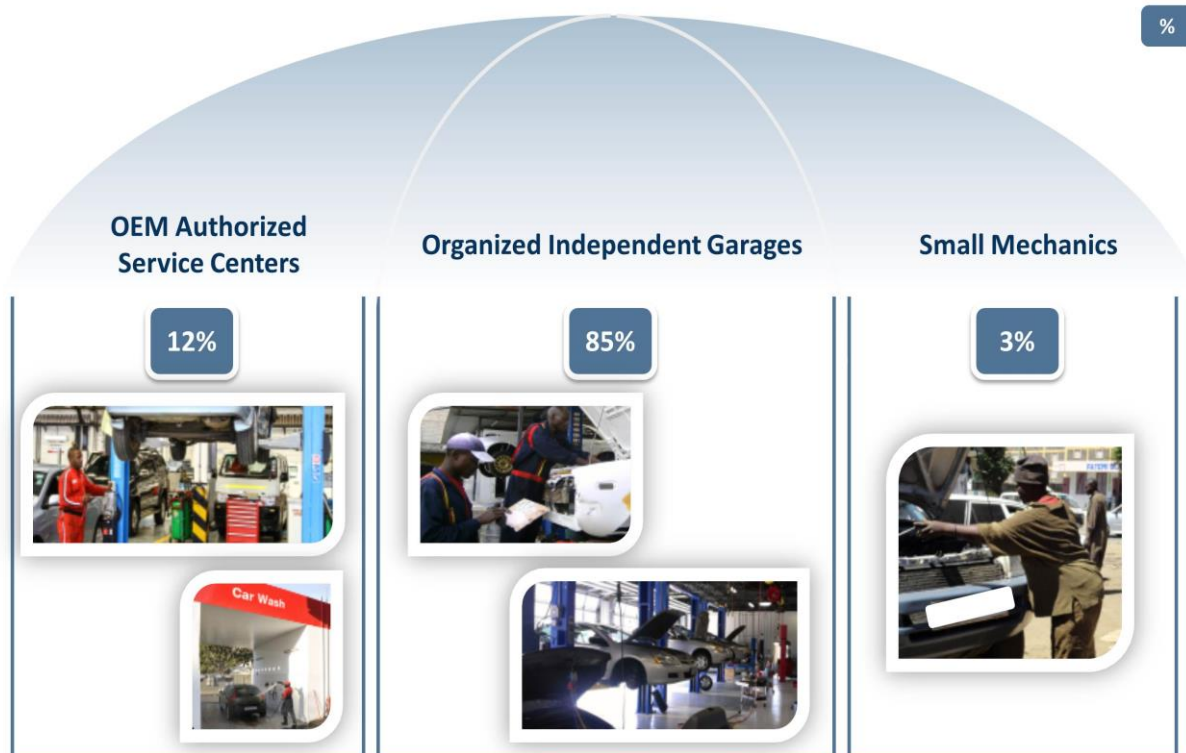 %
OEM Authorized
Service Centers
Organized Independent Garages
Small Mechanics
12%
85%
3%
Car Wash